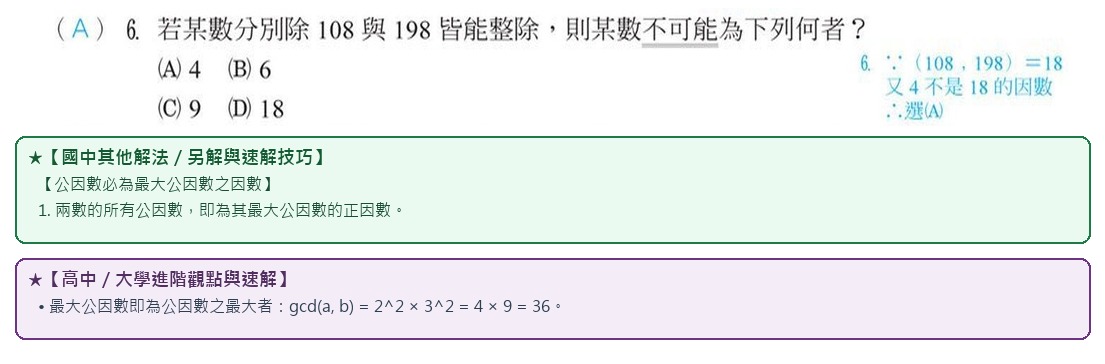 （A）6. 若某數分別除 108 與 198 皆能整除，則某數不可能為下列何者？
(A) 4 (B) 6
(C) 9 (D) 18
6. ∵（108，198）＝18
又 4 不是 18 的因數
∴選(A)
★【國中其他解法 / 另解與速解技巧】
【公因數必為最大公因數之因數】
1. 兩數的所有公因數，即為其最大公因數的正因數。
★【高中 / 大學進階觀點與速解】
• 最大公因數即為公因數之最大者：gcd(a, b) = 2^2 × 3^2 = 4 × 9 = 36。